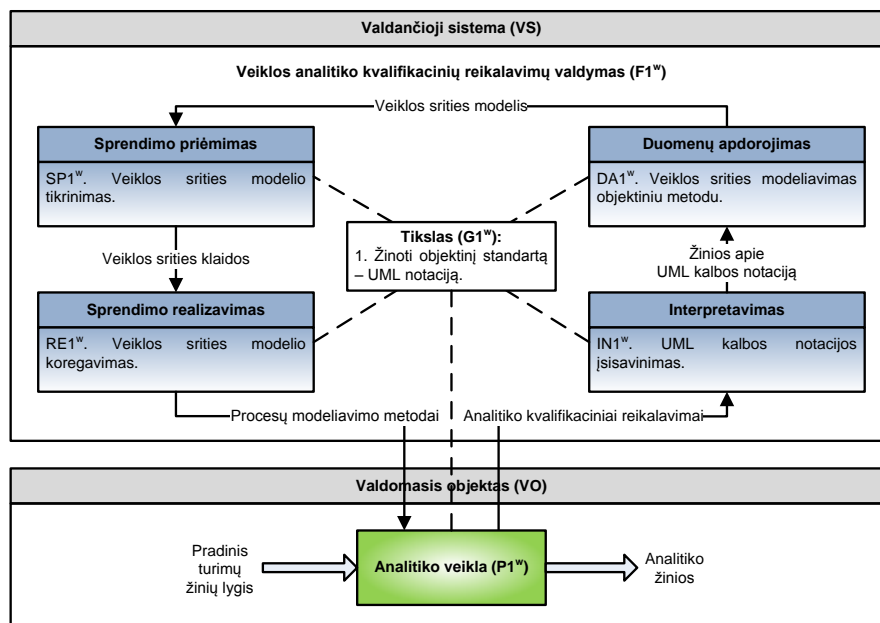 Valdančioji sistema (VS)
Veiklos analitiko kvalifikacinių reikalavimų valdymas (F1ʷ)
Veiklos srities modelis
Sprendimo priėmimas
SP1ʷ. Veiklos srities modelio
tikrinimas.
Duomenų apdorojimas
DA1ʷ. Veiklos srities modeliavimas
objektiniu metodu.
Tikslas (G1ʷ):
1. Žinoti objektinį standartą
– UML notaciją.
Veiklos srities klaidos
Žinios apie
UML kalbos notaciją
Sprendimo realizavimas
RE1ʷ. Veiklos srities modelio
koregavimas.
Interpretavimas
IN1ʷ. UML kalbos notacijos
įsisavinimas.
Procesų modeliavimo metodai
Analitiko kvalifikaciniai reikalavimai
Valdomasis objektas (VO)
Pradinis
turimų
žinių lygis
Analitiko veikla (P1ʷ)
Analitiko
žinios